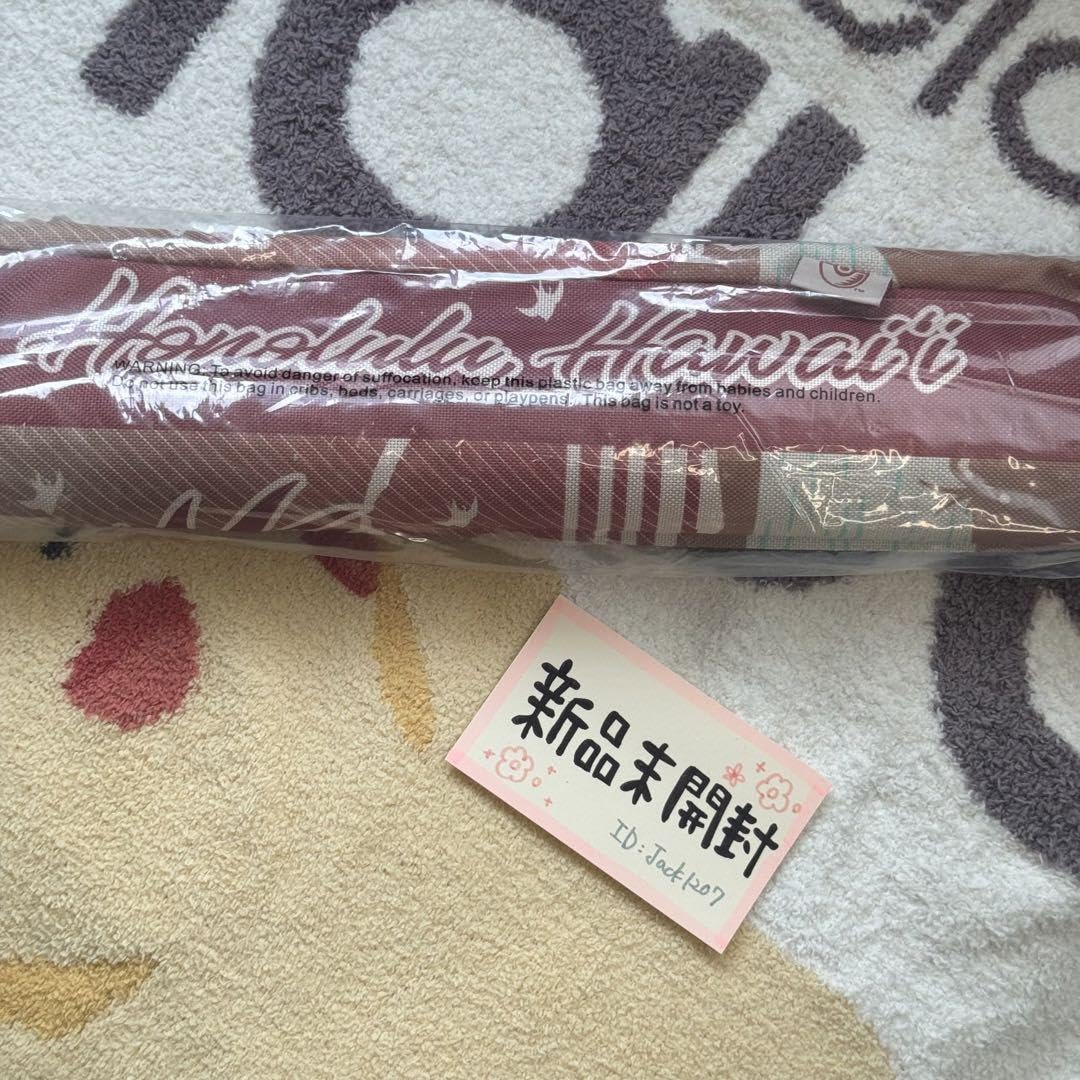 Honolulu, Hawai'i
WARNING: To avoid danger of suffocation, keep this plastic bag away from babies and children.
Do not use this bag in cribs, beds, carriages, or playpens. This bag is not a toy.
新品未開封
ID:Jack1207